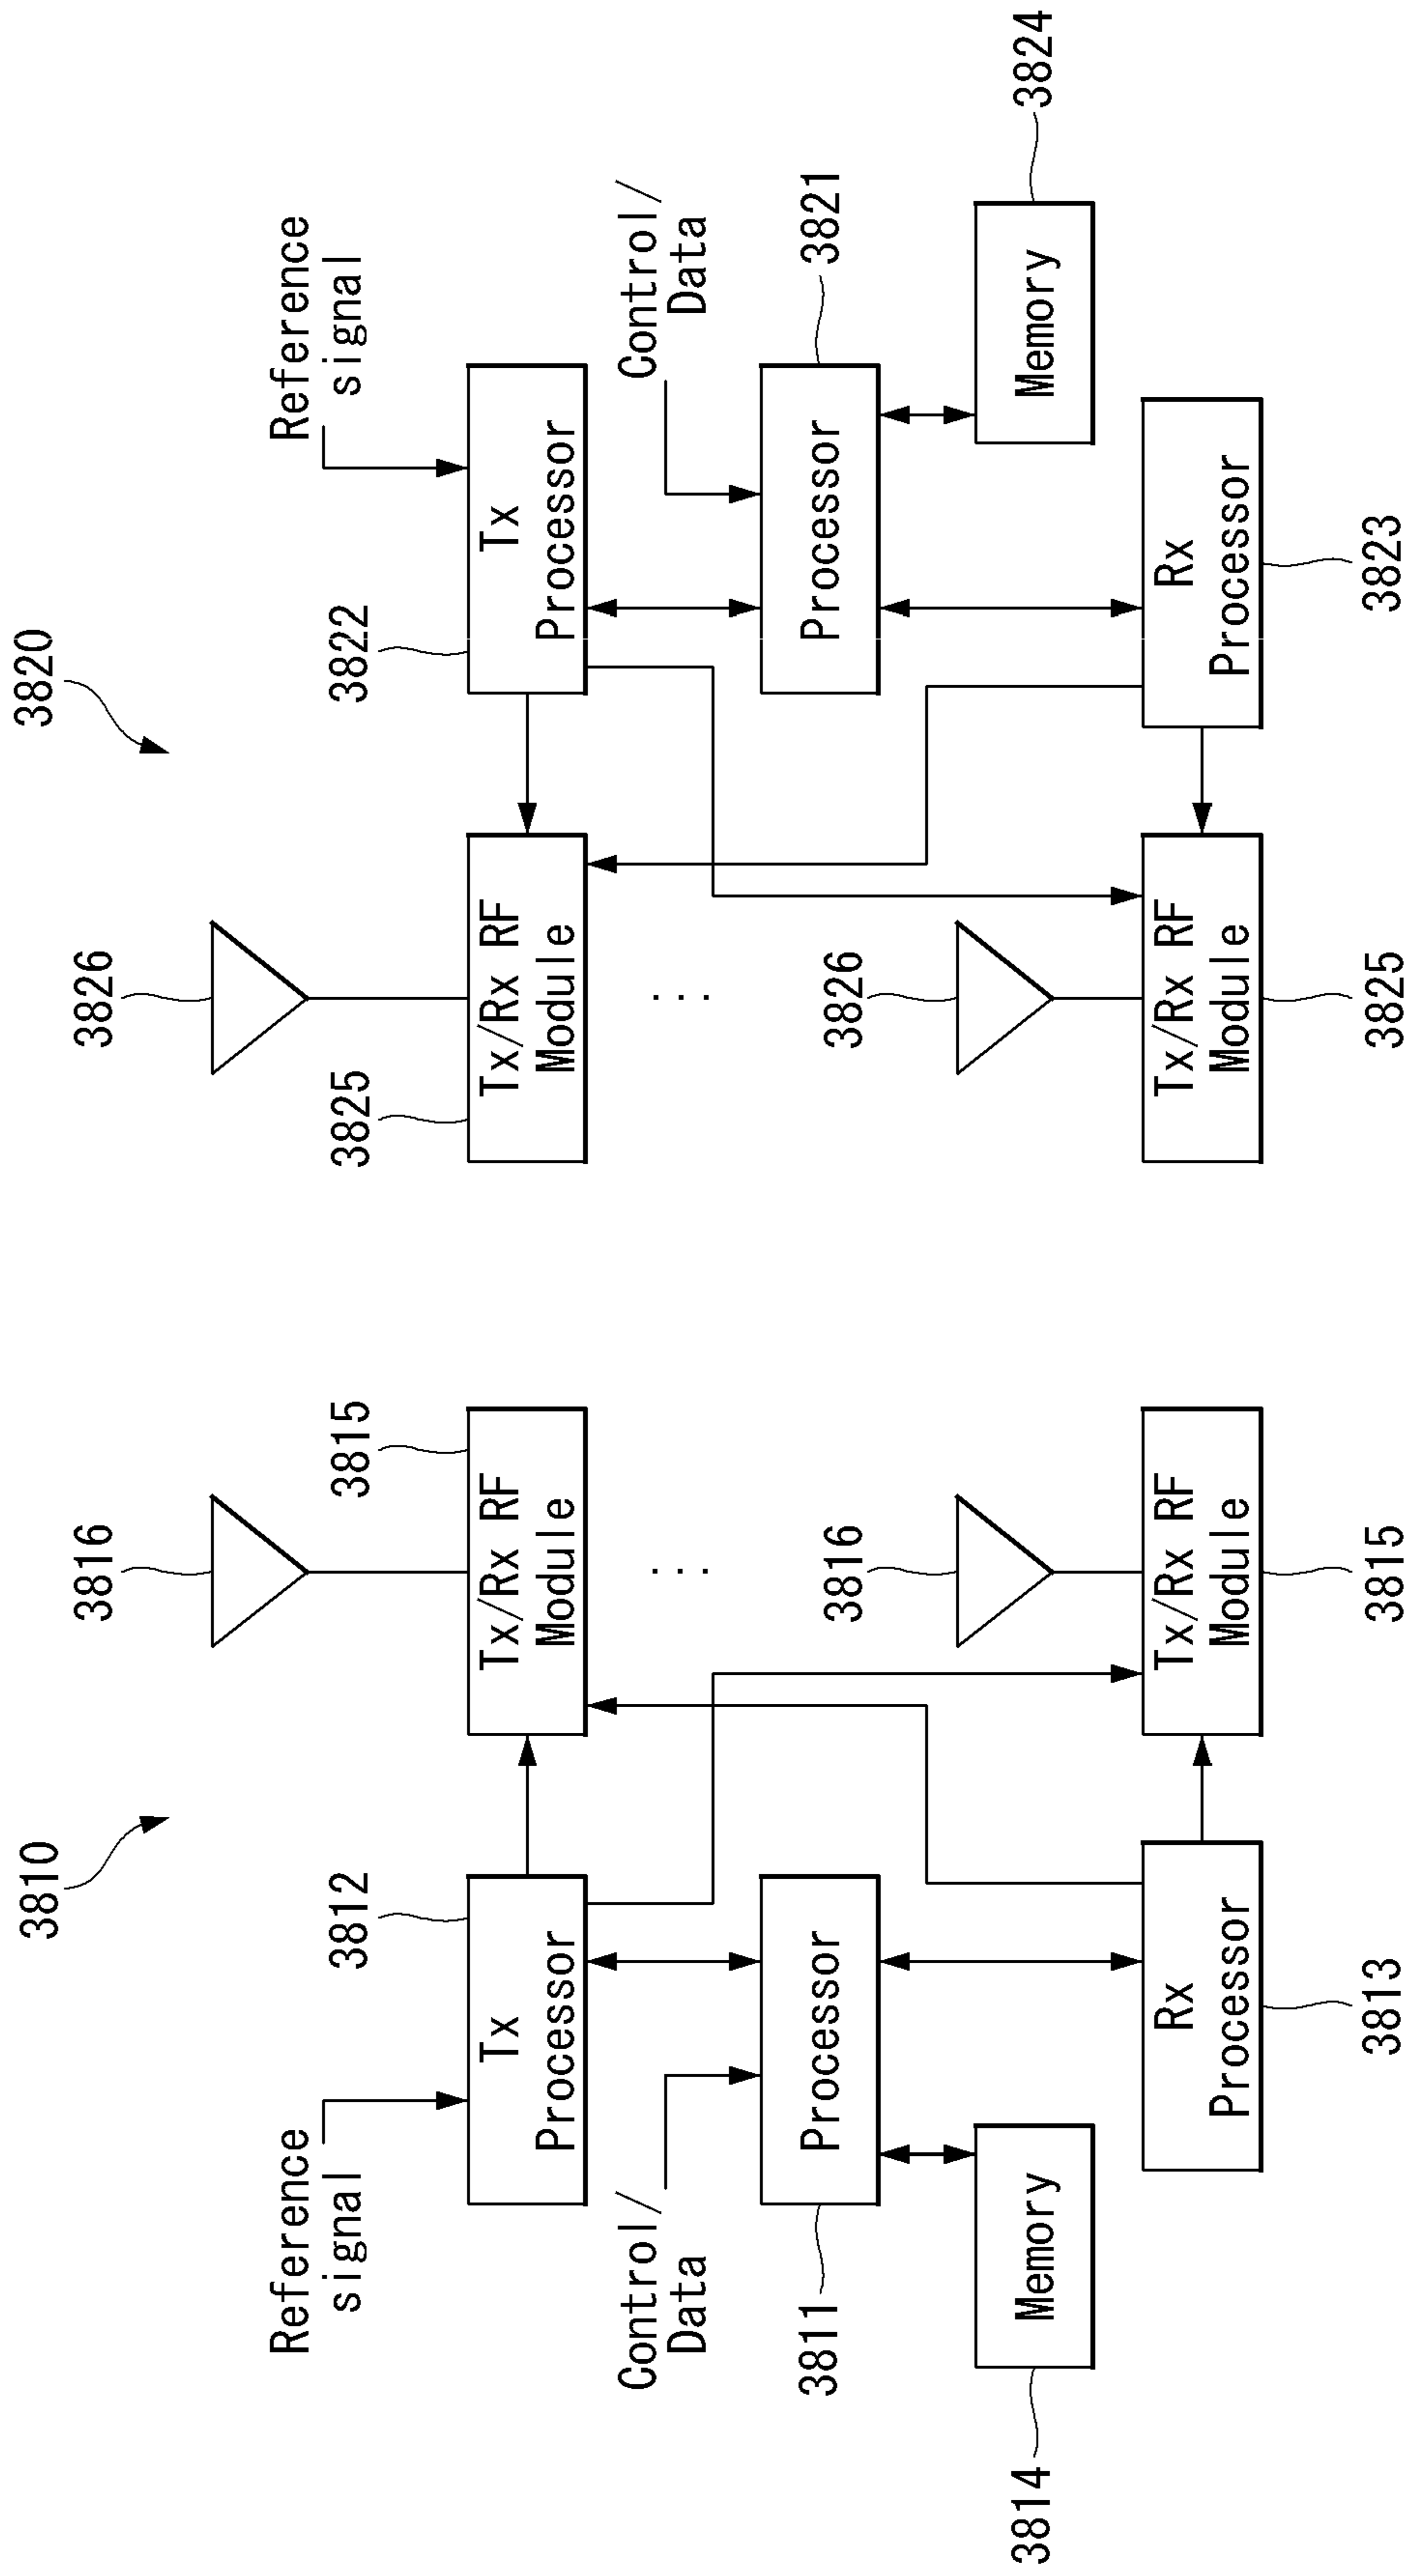 3810
3820
3816
3826
Reference
signal
3812
3815
3825
3822
Reference
signal
Tx
Processor
Tx/Rx RF
Module
Tx/Rx RF
Module
Tx
Processor
Control/
Data
...
...
Control/
Data
3811
Processor
3816
3826
Processor
3821
3814
Memory
Memory
3824
Rx
Processor
Tx/Rx RF
Module
Tx/Rx RF
Module
Rx
Processor
3813
3815
3825
3823